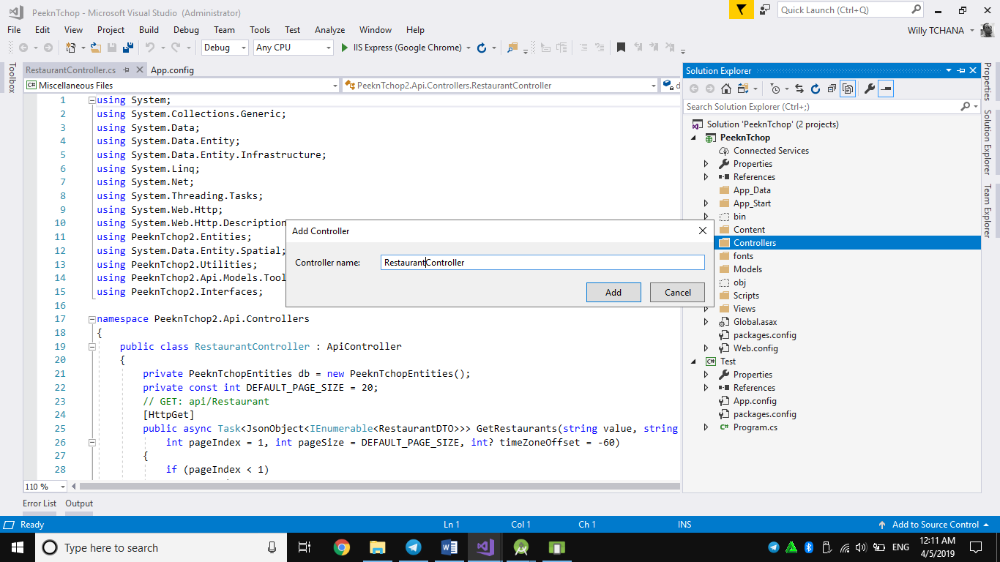 PeeknTchop - Microsoft Visual Studio (Administrator)
Quick Launch (Ctrl+Q)
File Edit View Project Build Debug Team Tools Test Analyze Window Help
Willy TCHANA
Debug Any CPU IIS Express (Google Chrome)
Toolbox
RestaurantController.cs App.config
Miscellaneous Files PeeknTchop2.Api.Controllers.RestaurantController d
1 using System;
2 using System.Collections.Generic;
3 using System.Data;
4 using System.Data.Entity;
5 using System.Data.Entity.Infrastructure;
6 using System.Linq;
7 using System.Net;
8 using System.Threading.Tasks;
9 using System.Web.Http;
10 using System.Web.Http.Description
11 using PeeknTchop2.Entities;
12 using System.Data.Entity.Spatial;
13 using PeeknTchop2.Utilities;
14 using PeeknTchop2.Api.Models.Tool
15 using PeeknTchop2.Interfaces;
16
17 namespace PeeknTchop2.Api.Controllers
18 {
19 public class RestaurantController : ApiController
20 {
21 private PeeknTchopEntities db = new PeeknTchopEntities();
22 private const int DEFAULT_PAGE_SIZE = 20;
23 // GET: api/Restaurant
24 [HttpGet]
25 public async Task<JsonObject<IEnumerable<RestaurantDTO>>> GetRestaurants(string value, string
26 int pageIndex = 1, int pageSize = DEFAULT_PAGE_SIZE, int? timeZoneOffset = -60)
27 {
28 if (pageIndex < 1)
110 %
Add Controller
Controller name: RestaurantController
Add Cancel
Solution Explorer
Search Solution Explorer (Ctrl+;)
Solution 'PeeknTchop' (2 projects)
PeeknTchop
Connected Services
Properties
References
App_Data
App_Start
bin
Content
Controllers
fonts
Models
obj
Scripts
Views
Global.asax
packages.config
Web.config
C# Test
Properties
References
App.config
packages.config
C# Program.cs
Properties
Solution Explorer
Team Explorer
Error List Output
Ready Ln 1 Col 1 Ch 1 INS Add to Source Control
Type here to search
ENG
12:11 AM
4/5/2019